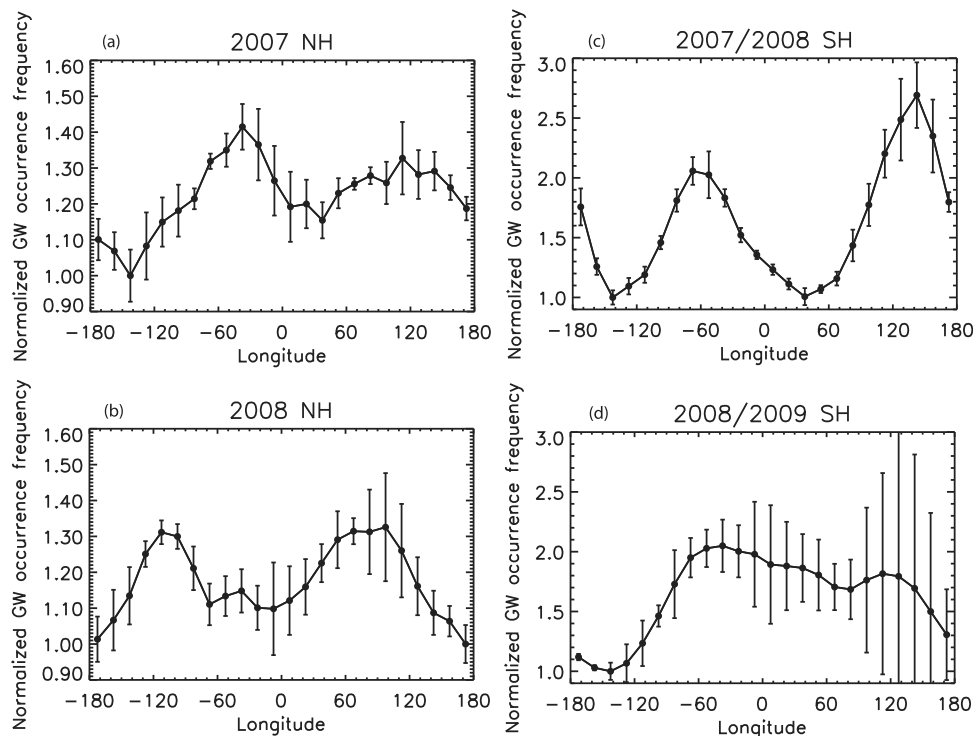 (a)
2007 NH
Normalized GW occurrence frequency
1.60
1.50
1.40
1.30
1.20
1.10
1.00
0.90
−180 −120 −60 0 60 120 180
Longitude
(c)
2007/2008 SH
Normalized GW occurrence frequency
3.0
2.5
2.0
1.5
1.0
−180 −120 −60 0 60 120 180
Longitude
(b)
2008 NH
Normalized GW occurrence frequency
1.60
1.50
1.40
1.30
1.20
1.10
1.00
0.90
−180 −120 −60 0 60 120 180
Longitude
(d)
2008/2009 SH
Normalized GW occurrence frequency
3.0
2.5
2.0
1.5
1.0
−180 −120 −60 0 60 120 180
Longitude